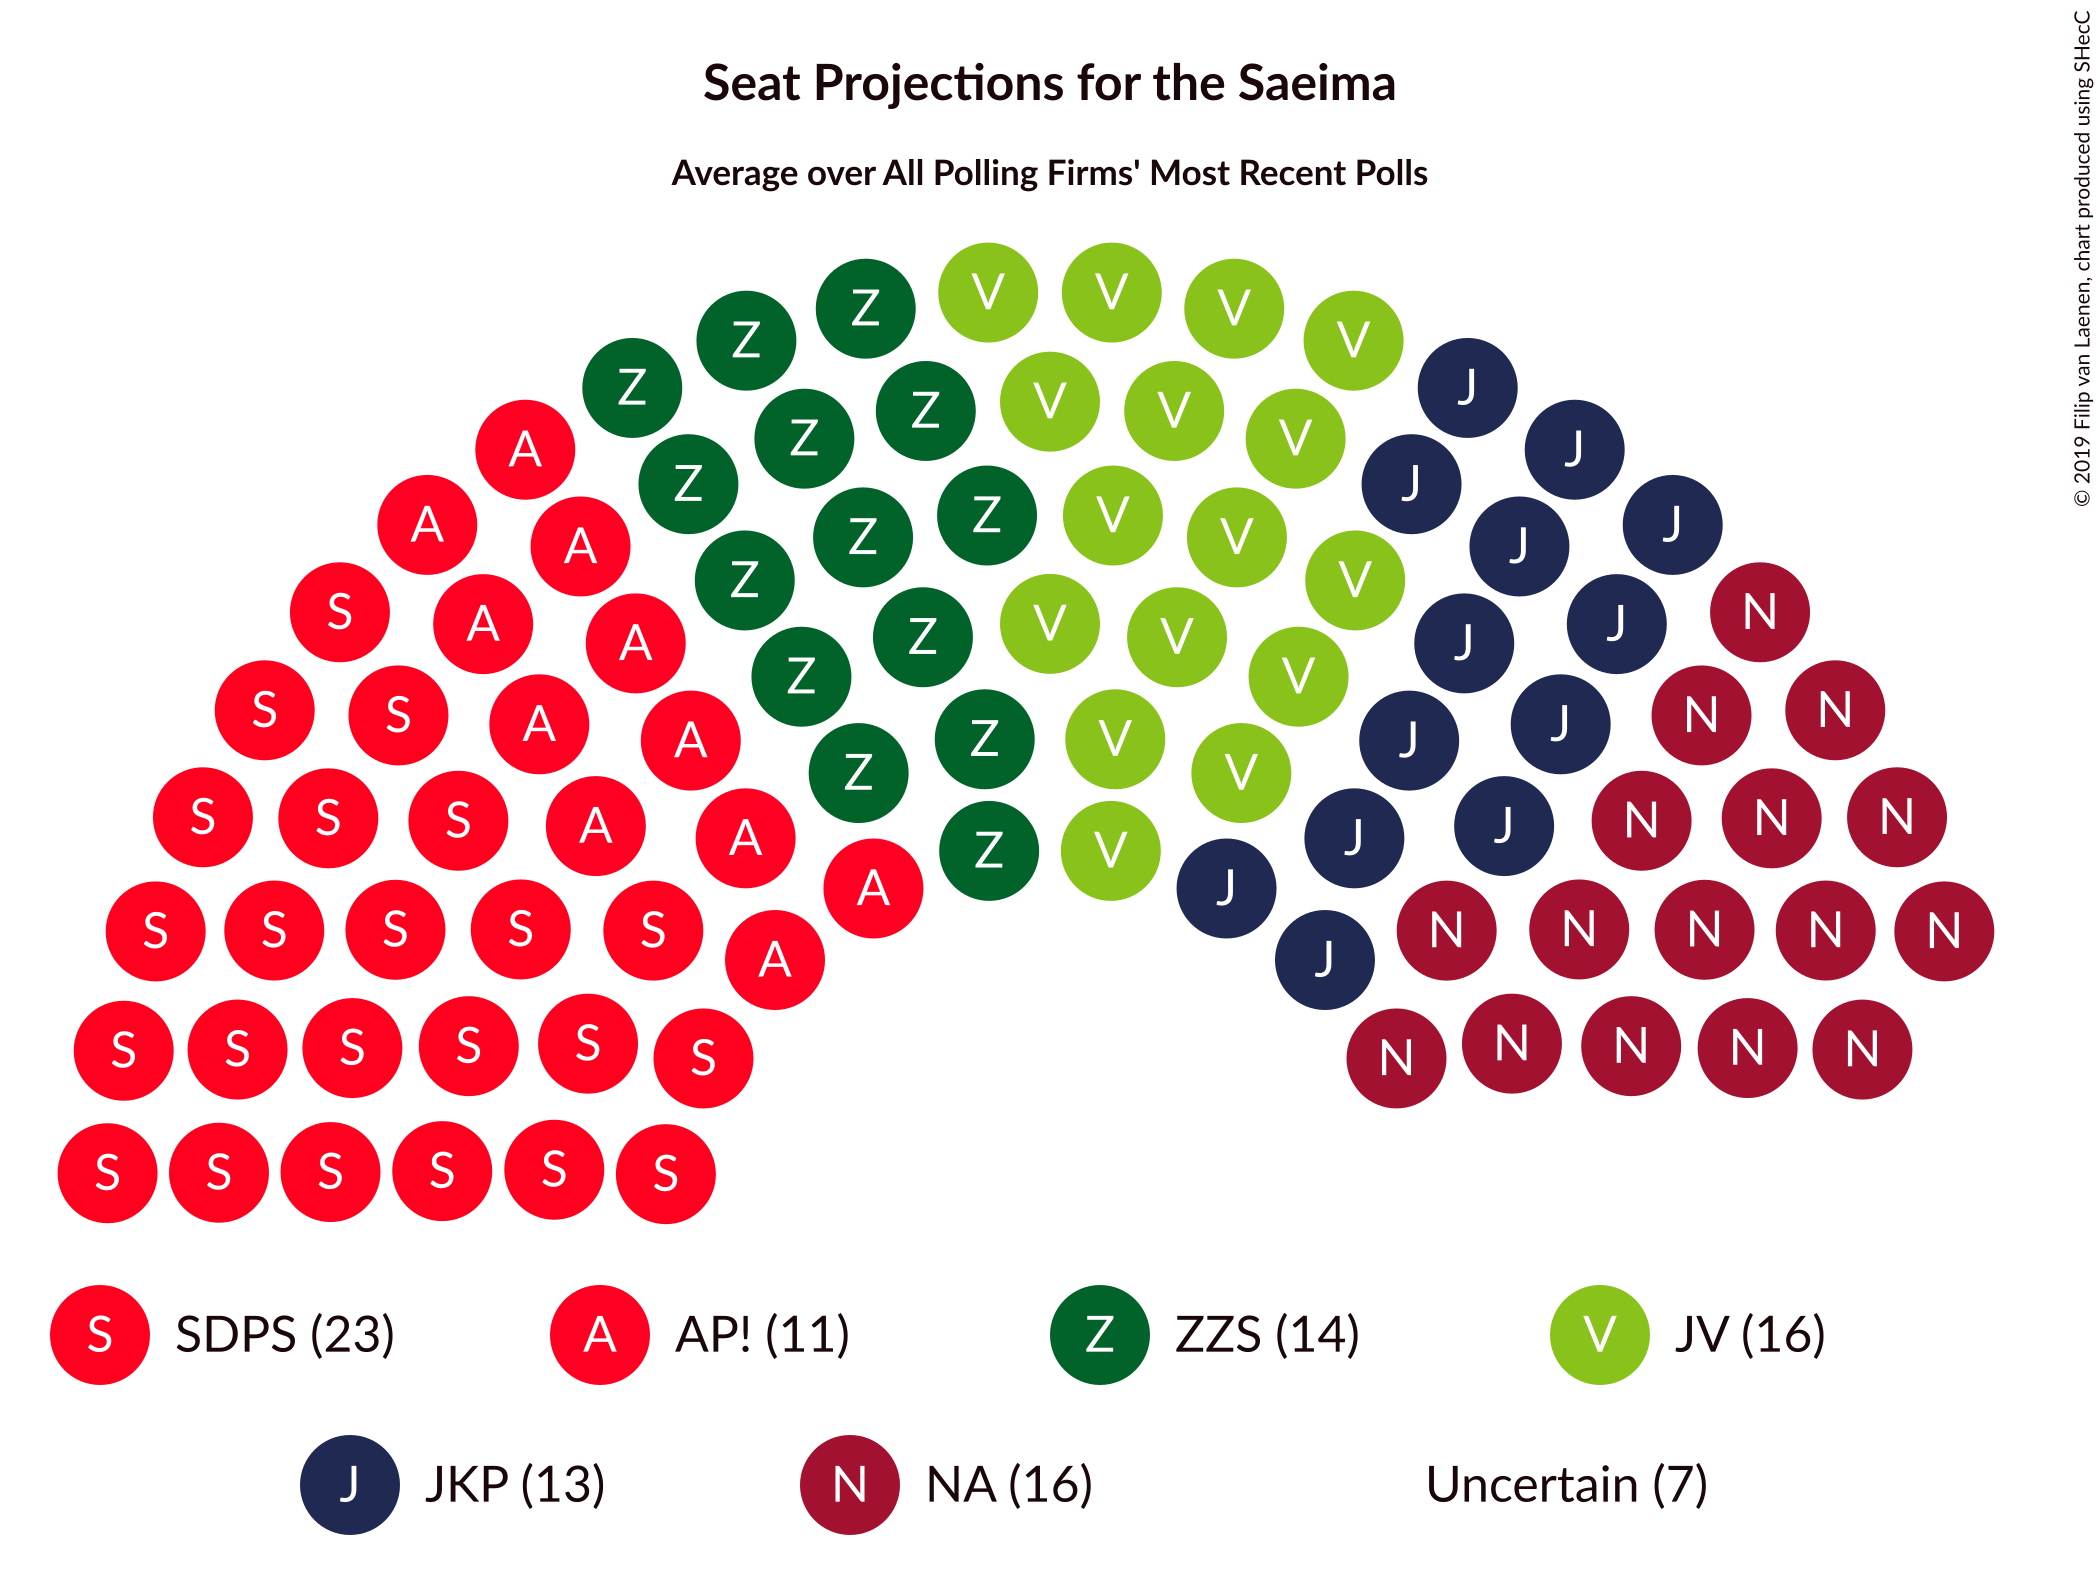 Seat Projections for the Saeima
Average over All Polling Firms' Most Recent Polls
© 2019 Filip van Laenen, chart produced using SHecC
Z Z Z V V V V J J J
A A S S S S S S
N N N N N
Z Z Z V V V J J J
A A S S S S S
N N N N N
Z Z Z V V V J J
A A S S S S
N N N N
Z Z V V V J J
A A S S S
N N N
Z Z V V J
A S S S
N N
Z V J J
A A S S
N
S SDPS (23) A AP! (11) Z ZZS (14) V JV (16)
J JKP (13) N NA (16) Uncertain (7)